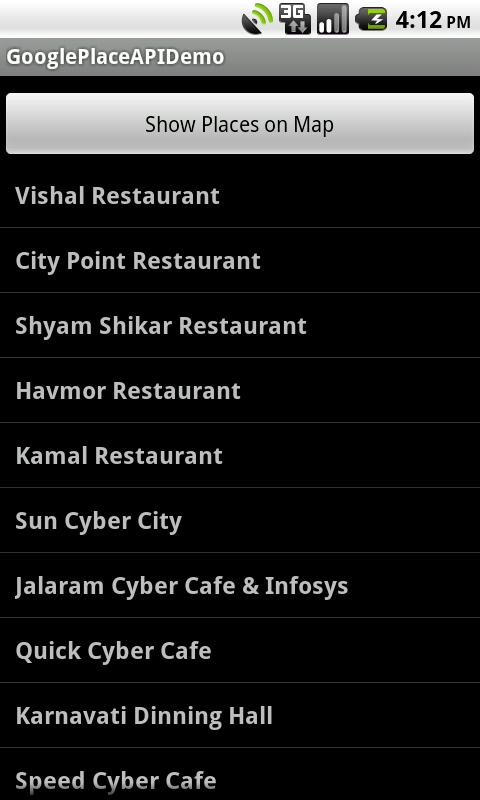 3G 4:12 PM
GooglePlaceAPIDemo
Show Places on Map
Vishal Restaurant
City Point Restaurant
Shyam Shikar Restaurant
Havmor Restaurant
Kamal Restaurant
Sun Cyber City
Jalaram Cyber Cafe & Infosys
Quick Cyber Cafe
Karnavati Dinning Hall
Speed Cyber Cafe